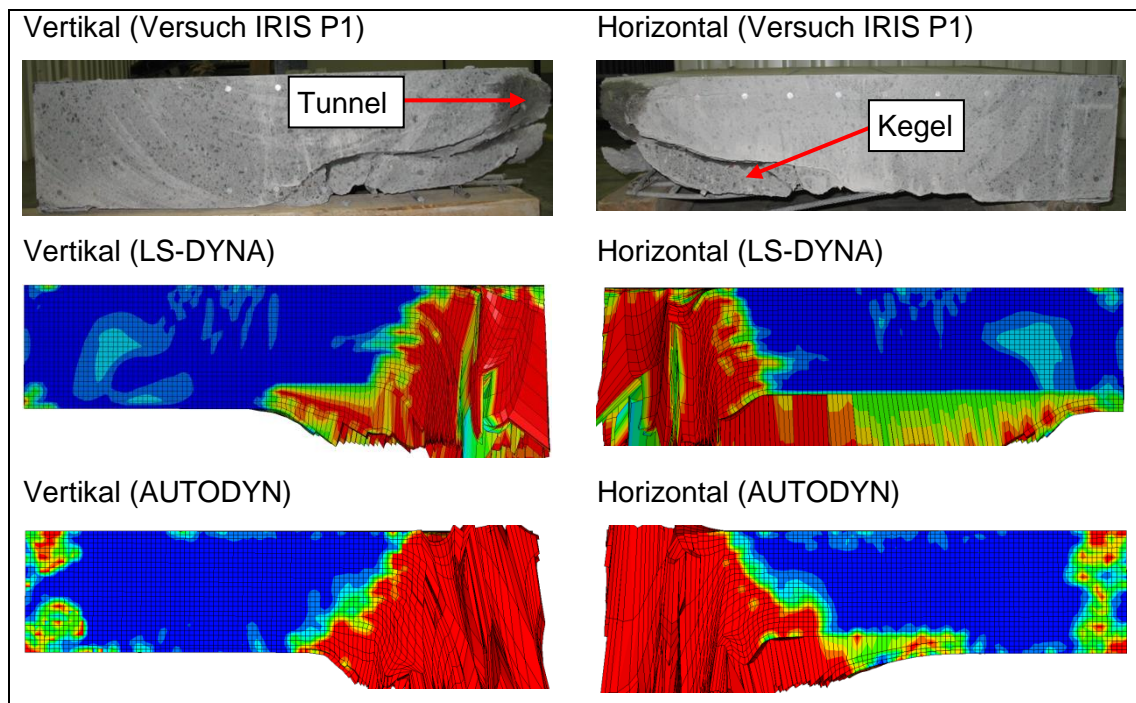 Vertikal (Versuch IRIS P1)
Horizontal (Versuch IRIS P1)
Tunnel
Kegel
Vertikal (LS-DYNA)
Horizontal (LS-DYNA)
Vertikal (AUTODYN)
Horizontal (AUTODYN)